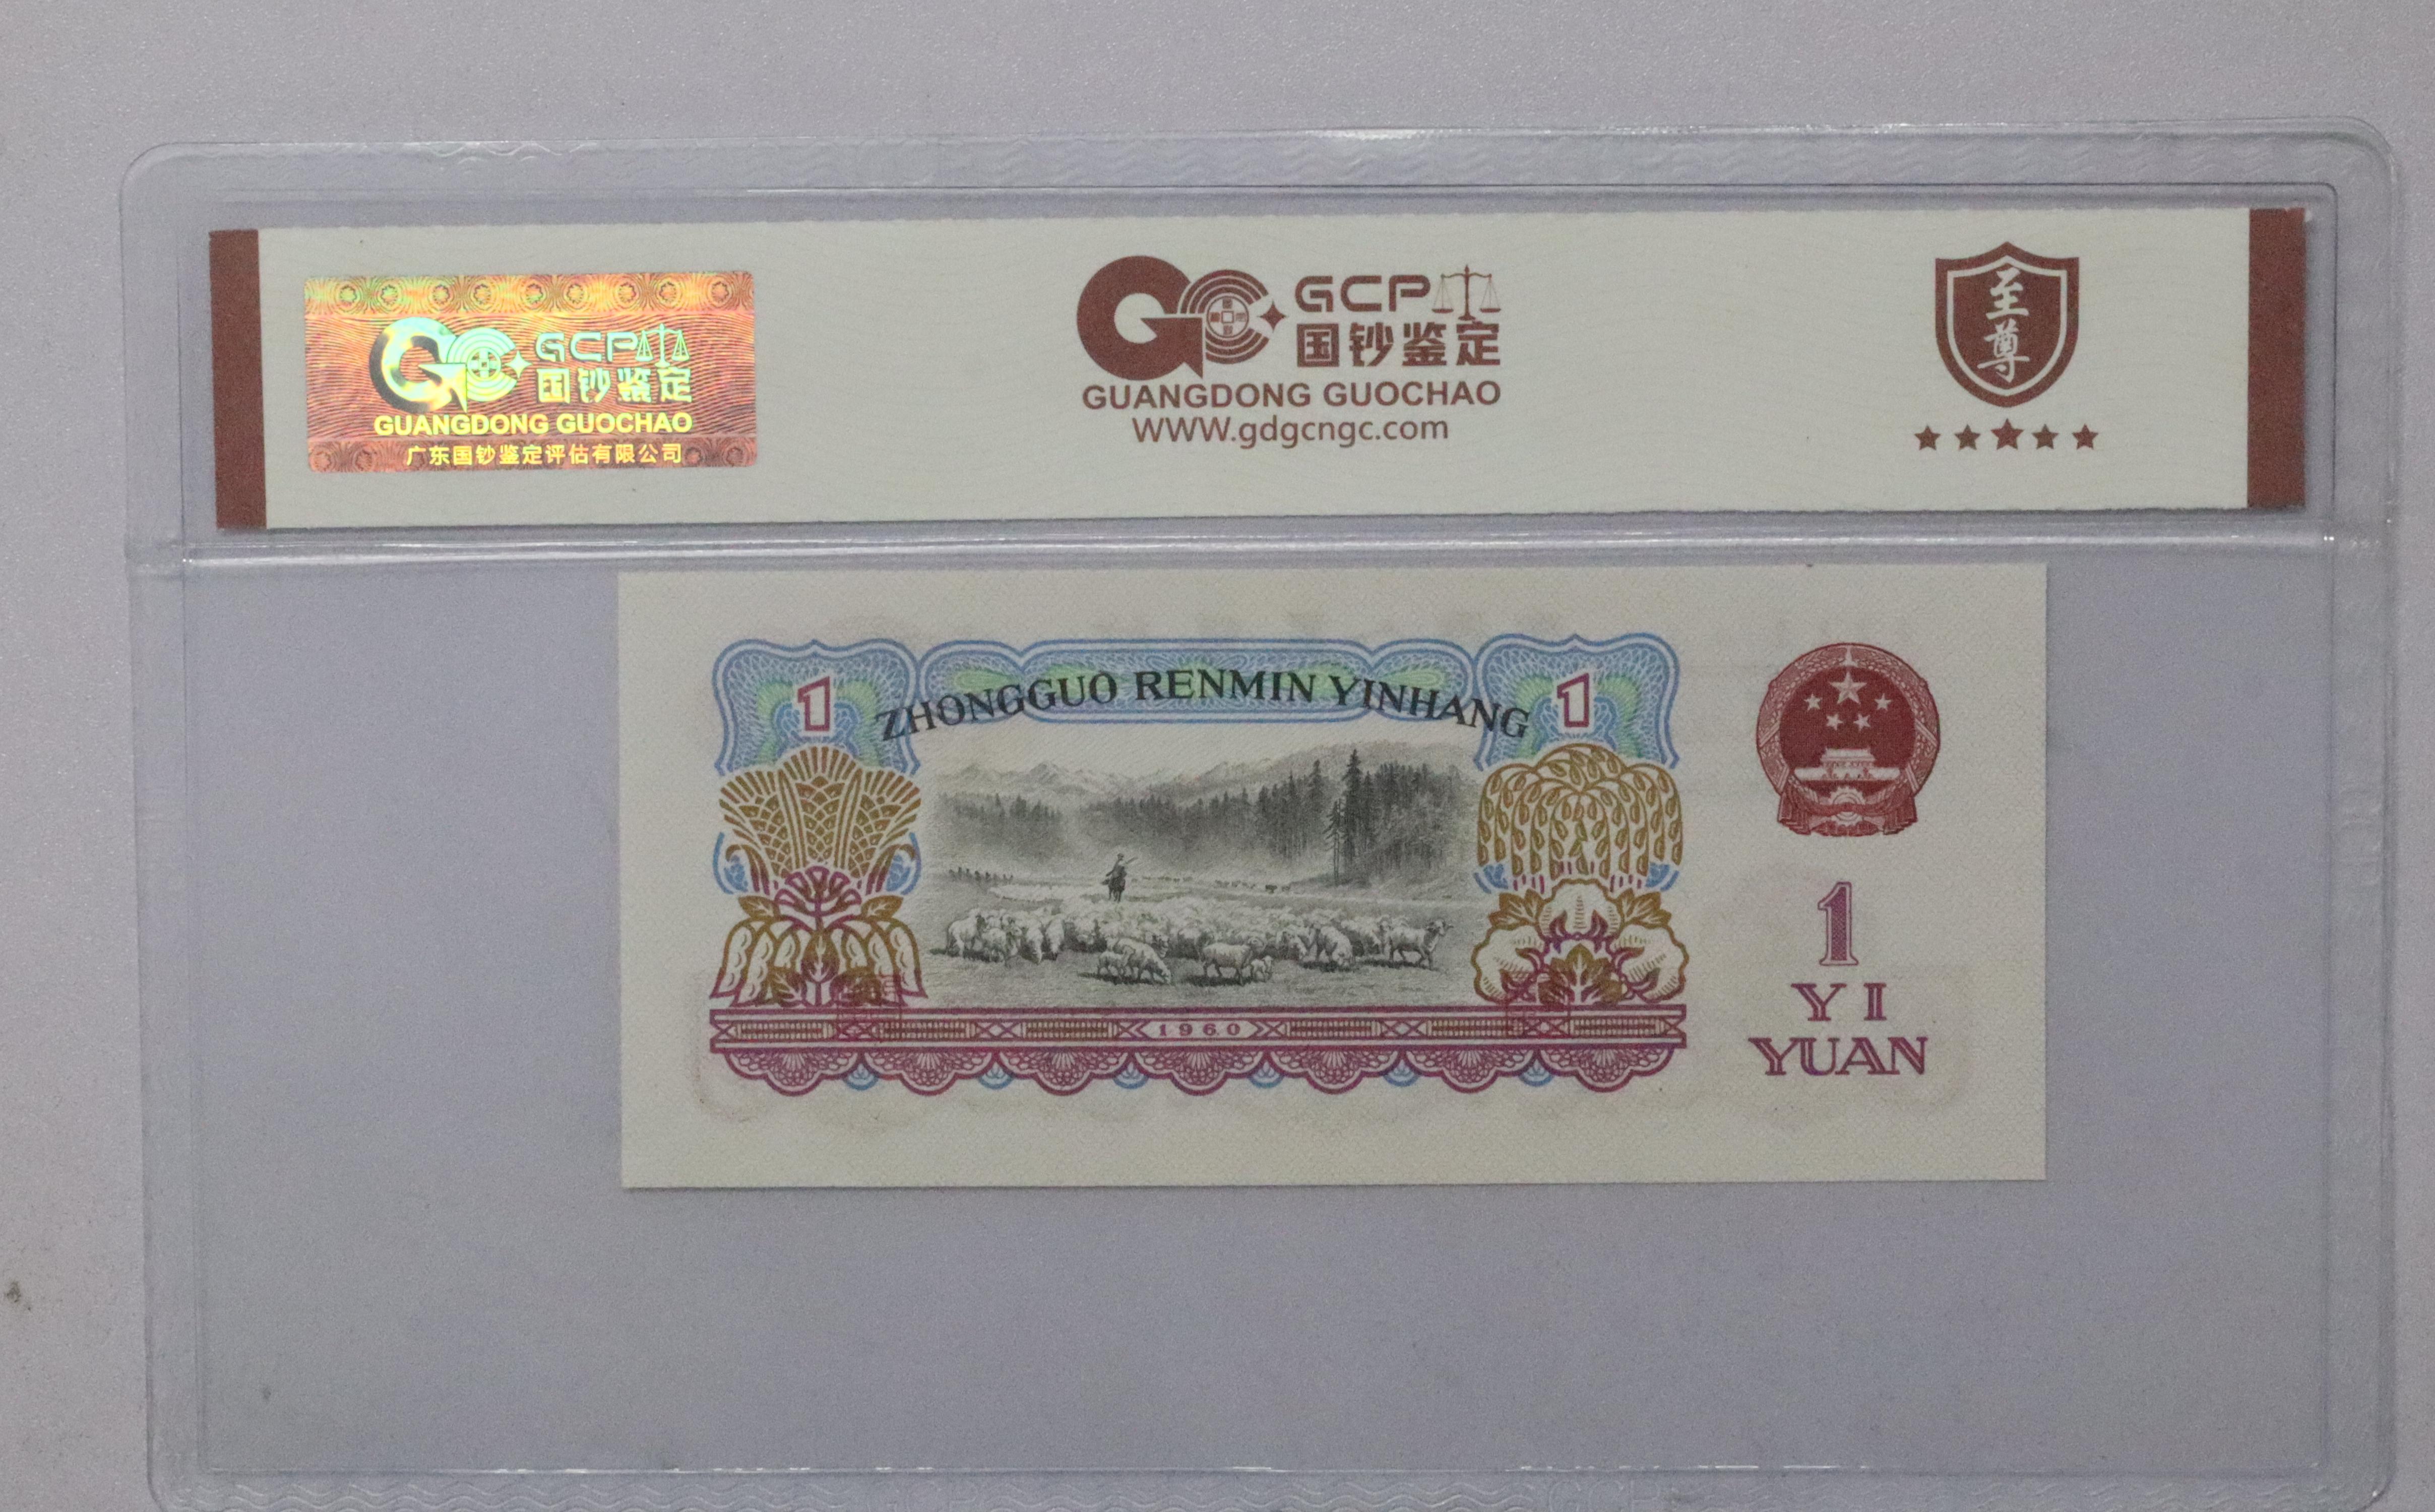 GCP
国钞鉴定
GUANGDONG GUOCHAO
广东国钞鉴定评估有限公司
GCP
国钞鉴定
GUANGDONG GUOCHAO
WWW.gdgcngc.com
至
尊
1
ZHONGGUO RENMIN YINHANG
1
1960
1
YI
YUAN